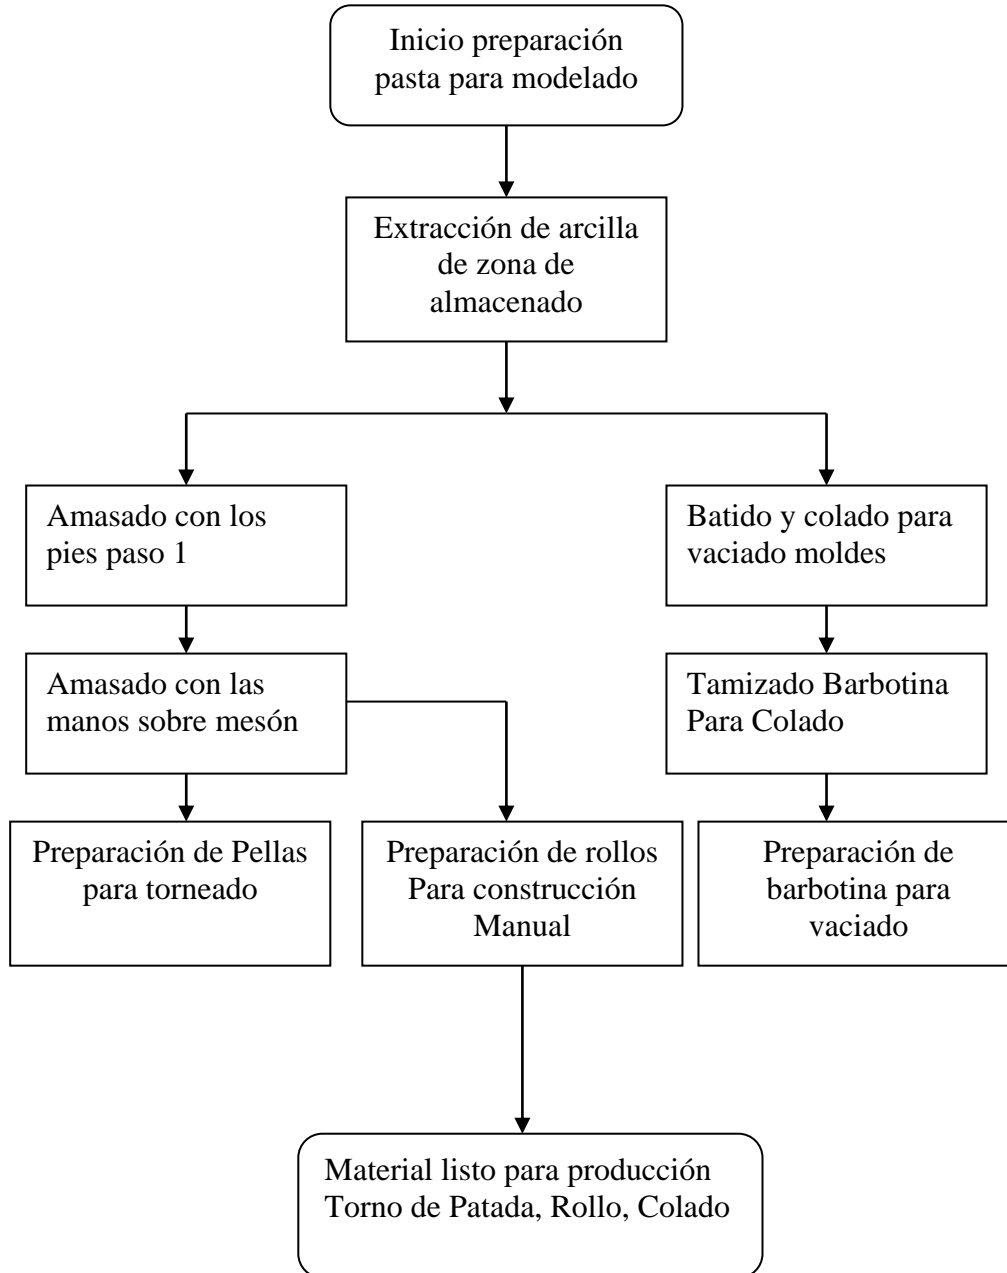 Inicio preparación
pasta para modelado
Extracción de arcilla
de zona de
almacenado
Amasado con los
pies paso 1
Batido y colado para
vaciado moldes
Amasado con las
manos sobre mesón
Tamizado Barbotina
Para Colado
Preparación de Pellas
para torneado
Preparación de rollos
Para construcción
Manual
Preparación de
barbotina para
vaciado
Material listo para producción
Torno de Patada, Rollo, Colado